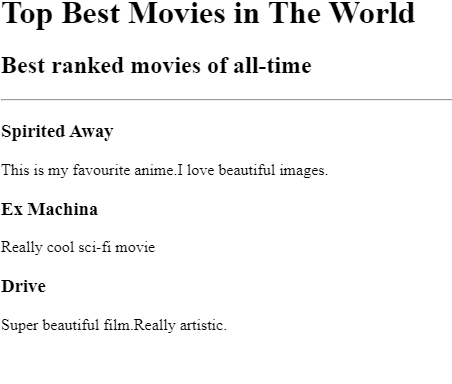 Top Best Movies in The World
Best ranked movies of all-time
Spirited Away
This is my favourite anime.I love beautiful images.
Ex Machina
Really cool sci-fi movie
Drive
Super beautiful film.Really artistic.